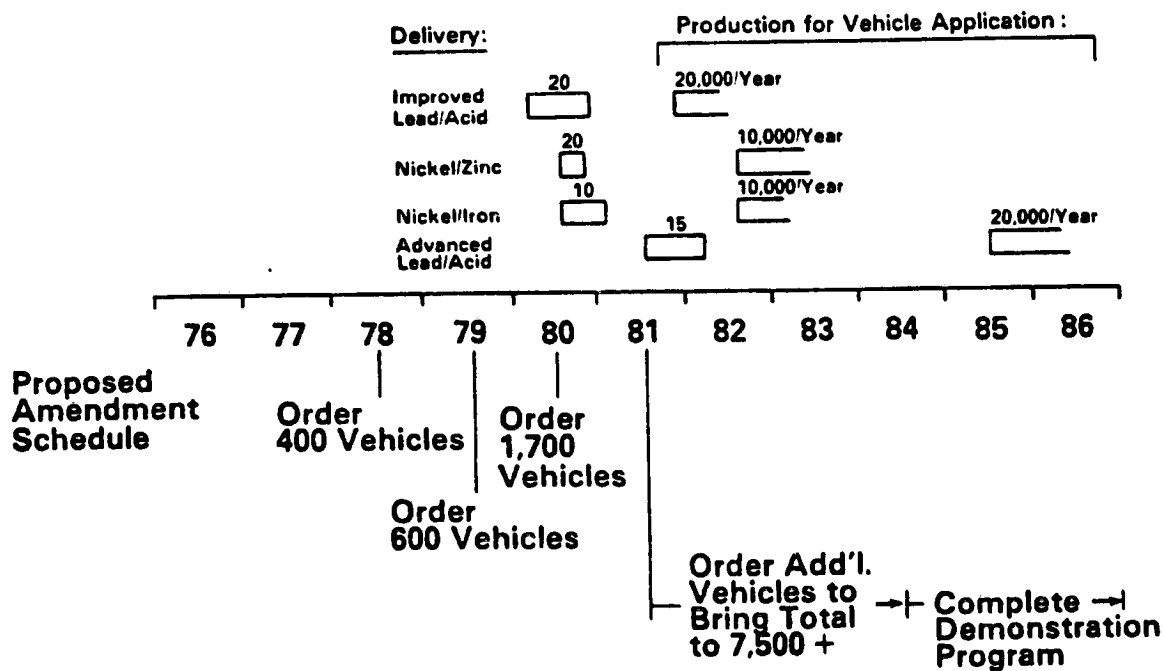 Delivery:
Production for Vehicle Application :
20
20,000/Year
Improved
Lead/Acid
20
10,000/Year
Nickel/Zinc
10
10,000/Year
Nickel/Iron
15
20,000/Year
Advanced
Lead/Acid
76 77 78 79 80 81 82 83 84 85 86
Proposed
Amendment
Schedule
Order
400 Vehicles
Order
1,700
Vehicles
Order
600 Vehicles
Order Add'l.
Vehicles to
Bring Total
to 7,500 +
Complete
Demonstration
Program